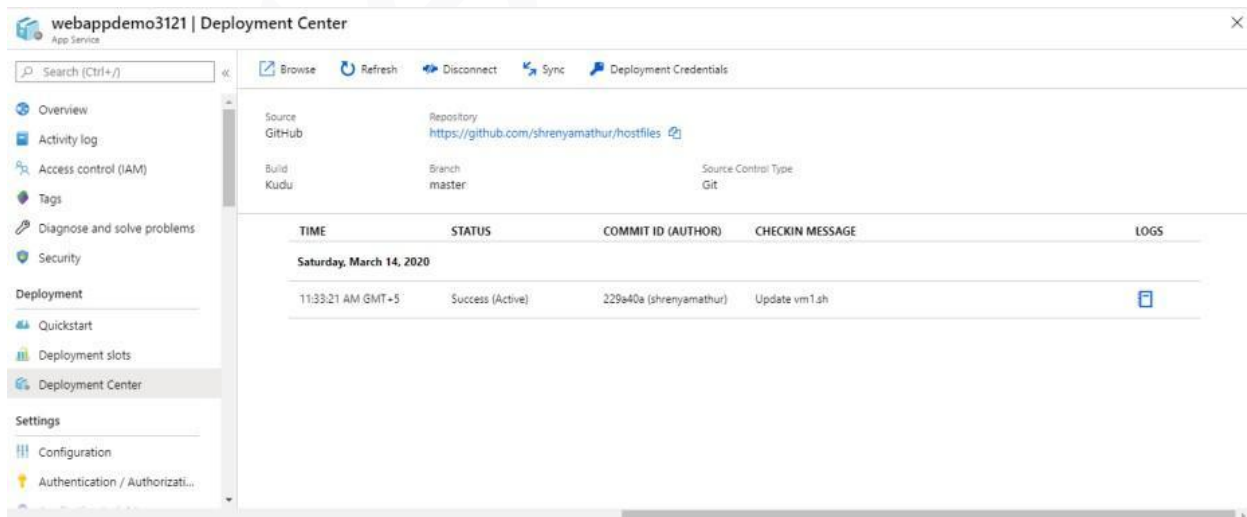 webappdemo3121 | Deployment Center
App Service
Search (Ctrl+/)
«
Overview
Activity log
Access control (IAM)
Tags
Diagnose and solve problems
Security
Deployment
Quickstart
Deployment slots
Deployment Center
Settings
Configuration
Authentication / Authorizati...
Browse Refresh Disconnect Sync Deployment Credentials
Source Repository
GitHub https://github.com/shrenyamathur/hostfiles
Build Branch Source Control Type
Kudu master Git
TIME STATUS COMMIT ID (AUTHOR) CHECKIN MESSAGE LOGS
Saturday, March 14, 2020
11:33:21 AM GMT+5 Success (Active) 229a40a (shrenyamathur) Update vm1.sh